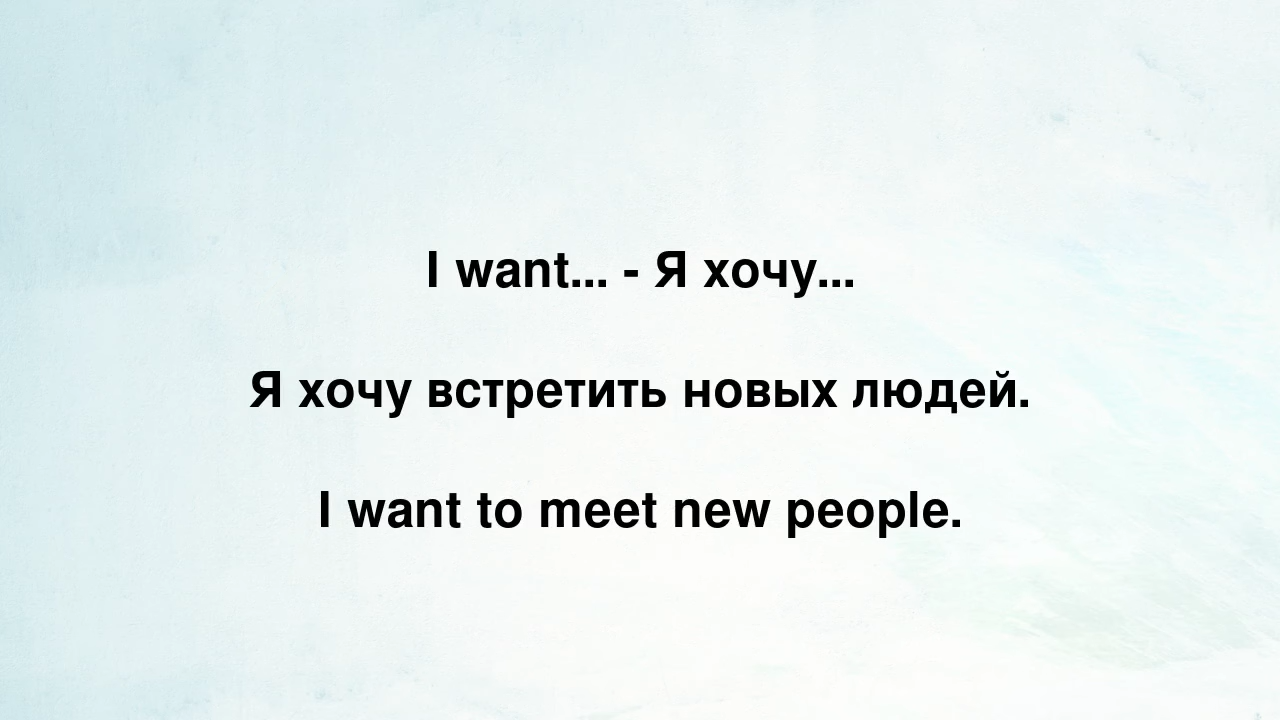 I want... - Я хочу...
Я хочу встретить новых людей.
I want to meet new people.